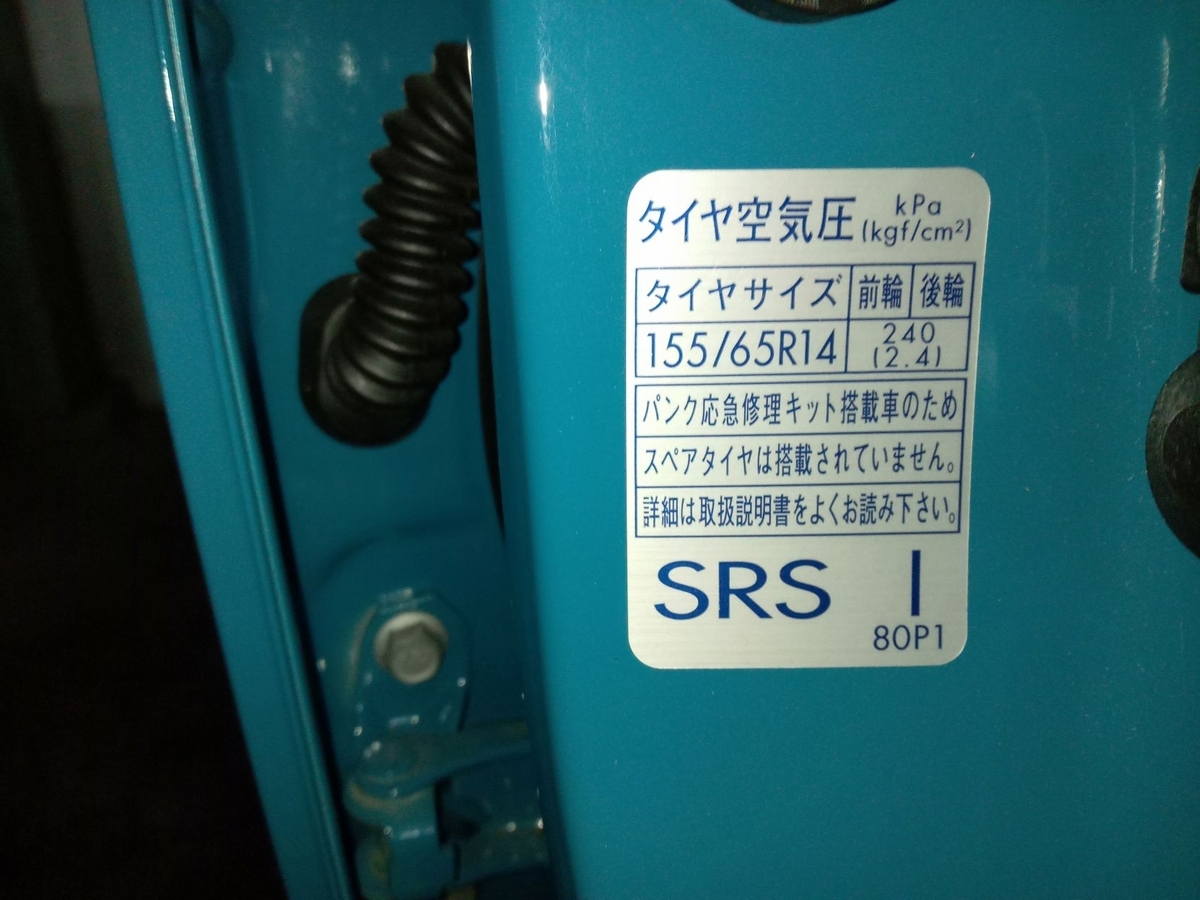 タイヤ空気圧 kPa (kgf/cm²)
タイヤサイズ 前輪 後輪
155/65R14 240 (2.4)
パンク応急修理キット搭載車のため
スペアタイヤは搭載されていません。
詳細は取扱説明書をよくお読み下さい。
SRS I
80P1